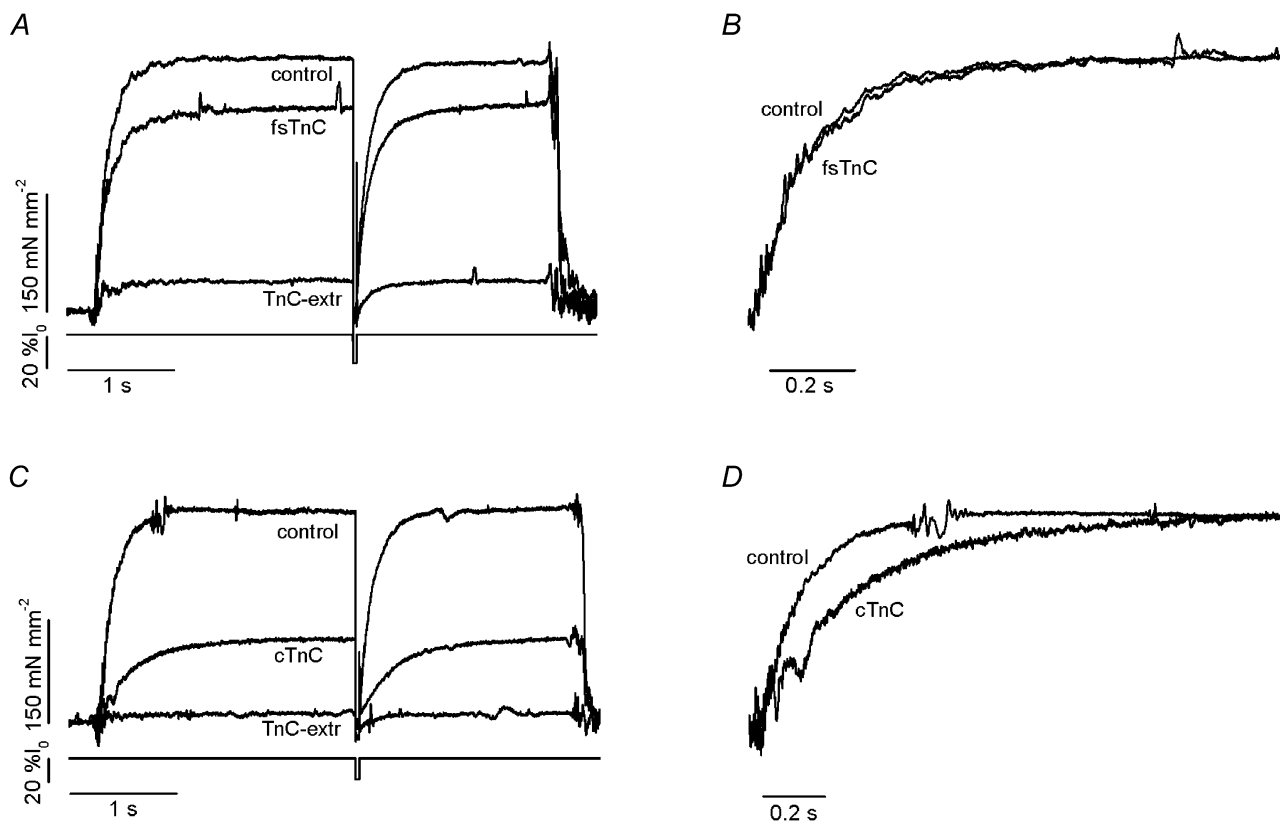 A
control
fsTnC
TnC-extr
150 mN mm-2
20 %l0
1 s
B
control
fsTnC
0.2 s
C
control
cTnC
TnC-extr
150 mN mm-2
20 %l0
1 s
D
control
cTnC
0.2 s